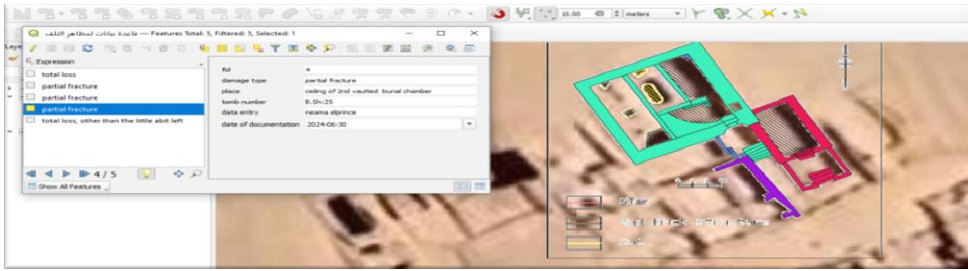 10.00
meters
قاعدة بيانات لمظاهر التلف — Features Total: 5, Filtered: 5, Selected: 1
Expression
total loss
partial fracture
partial fracture
partial fracture
total loss, other than the little abit left
fid 4
damage type partial fracture
place ceiling of 2nd vaulted burial chamber
tomb number B.Sh:25
data entry neama elprince
date of documentation 2024-06-30
4 / 5
Show All Features